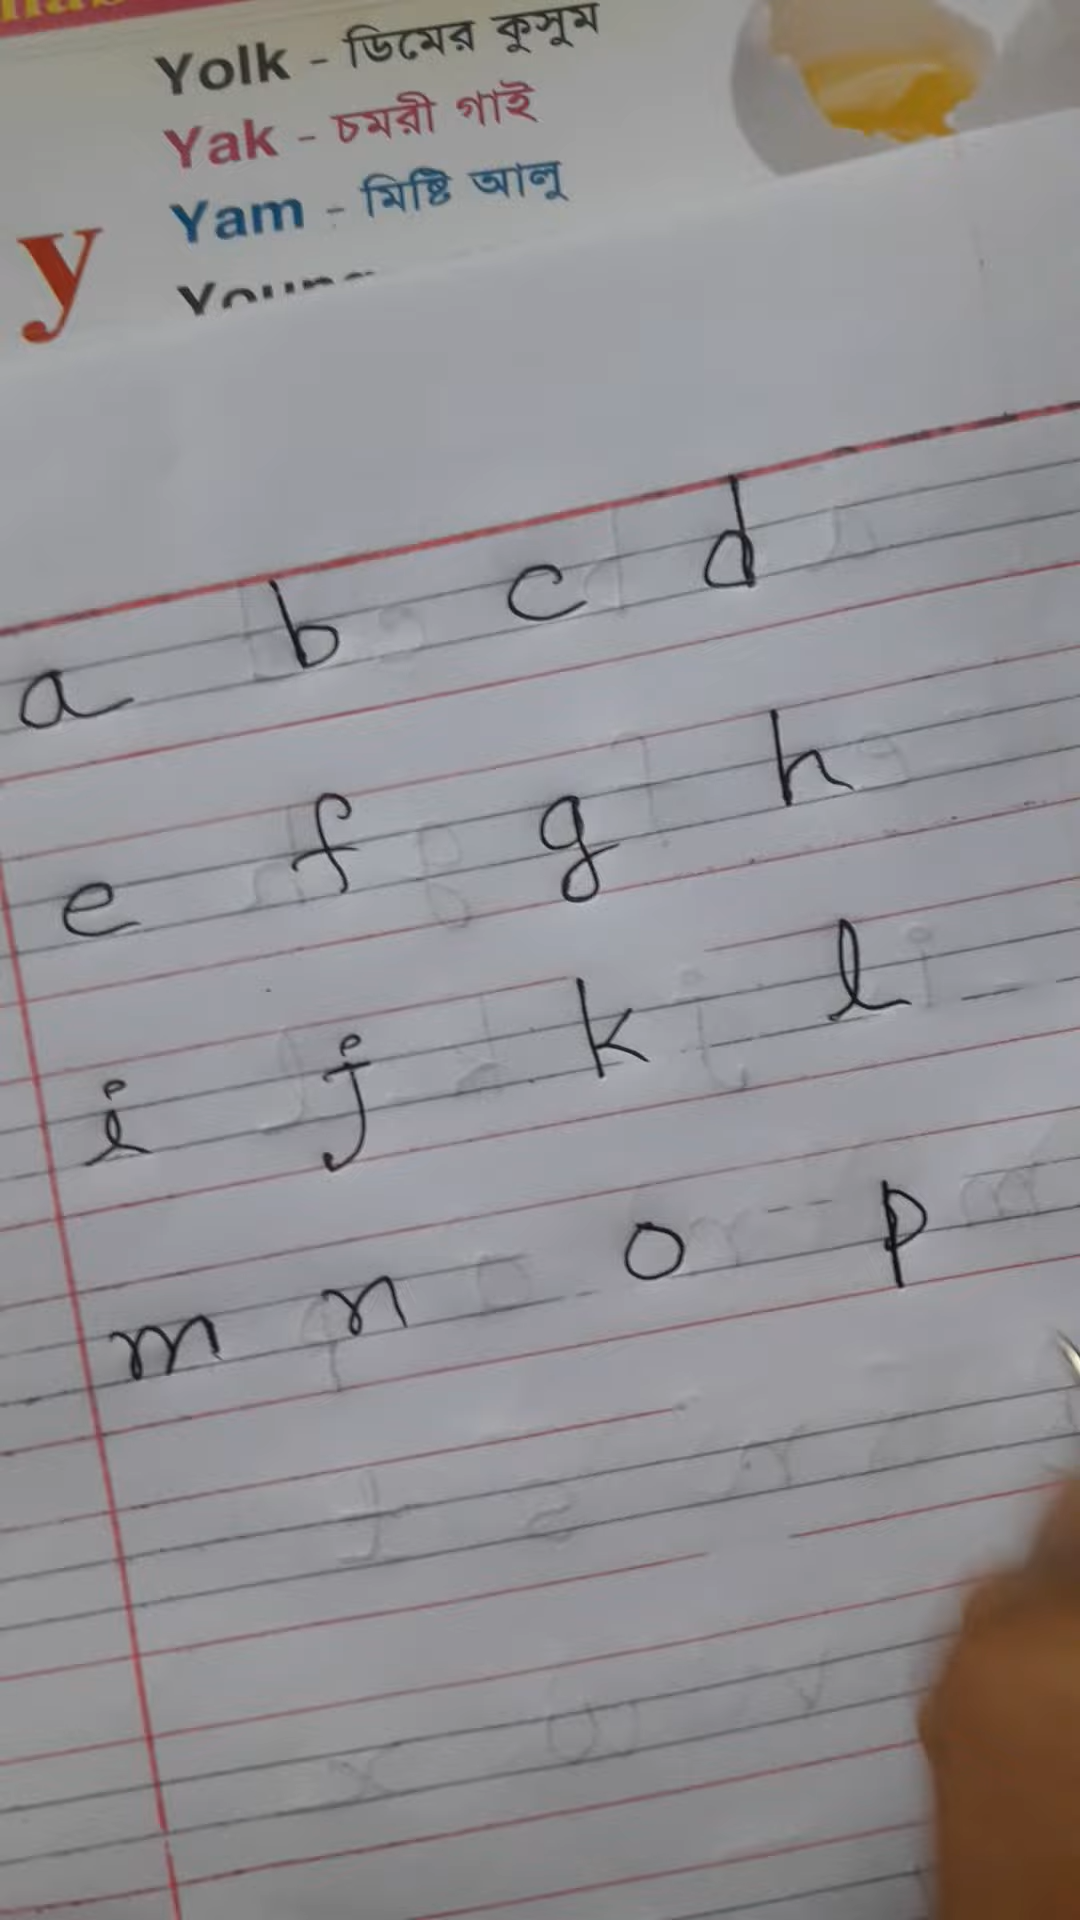 Yolk - ডিমের কুসুম
Yak - চমরী গাই
Yam - মিষ্টি আলু
y
a b c d
e f g h
i j k l
m n o p